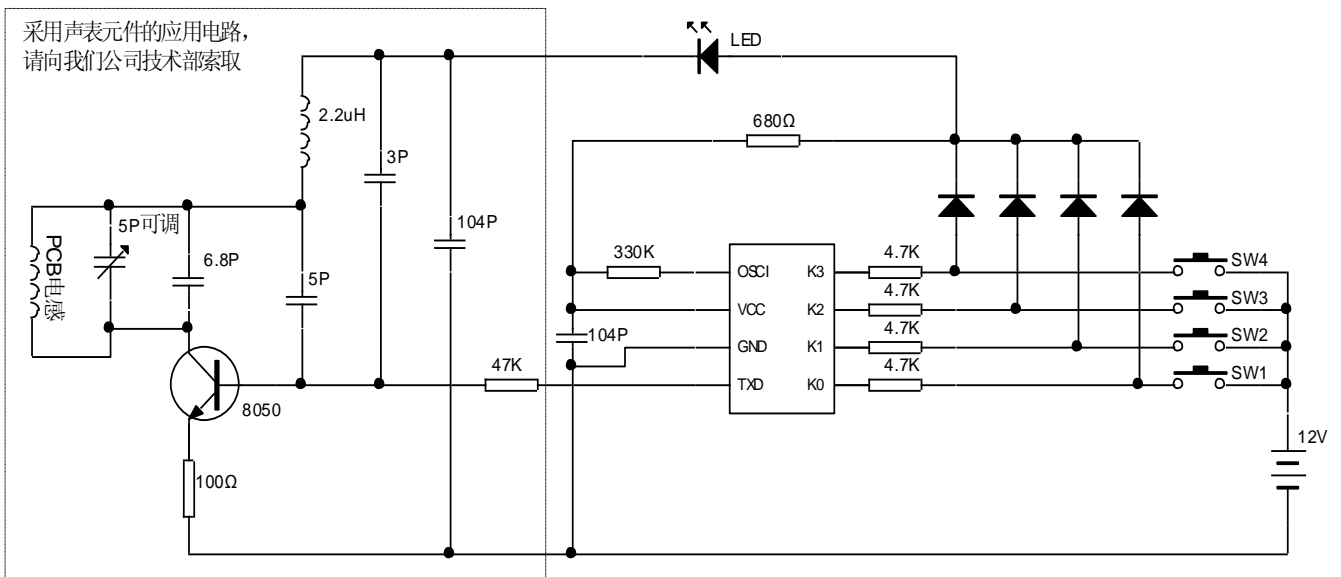 采用声表元件的应用电路，
请向我们公司技术部索取
LED
2.2uH
680Ω
3P
5P可调
104P
PCB电感
6.8P
5P
330K
OSCI
K3
4.7K
SW4
VCC
K2
4.7K
SW3
104P
GND
K1
4.7K
SW2
47K
TXD
K0
4.7K
SW1
8050
12V
100Ω